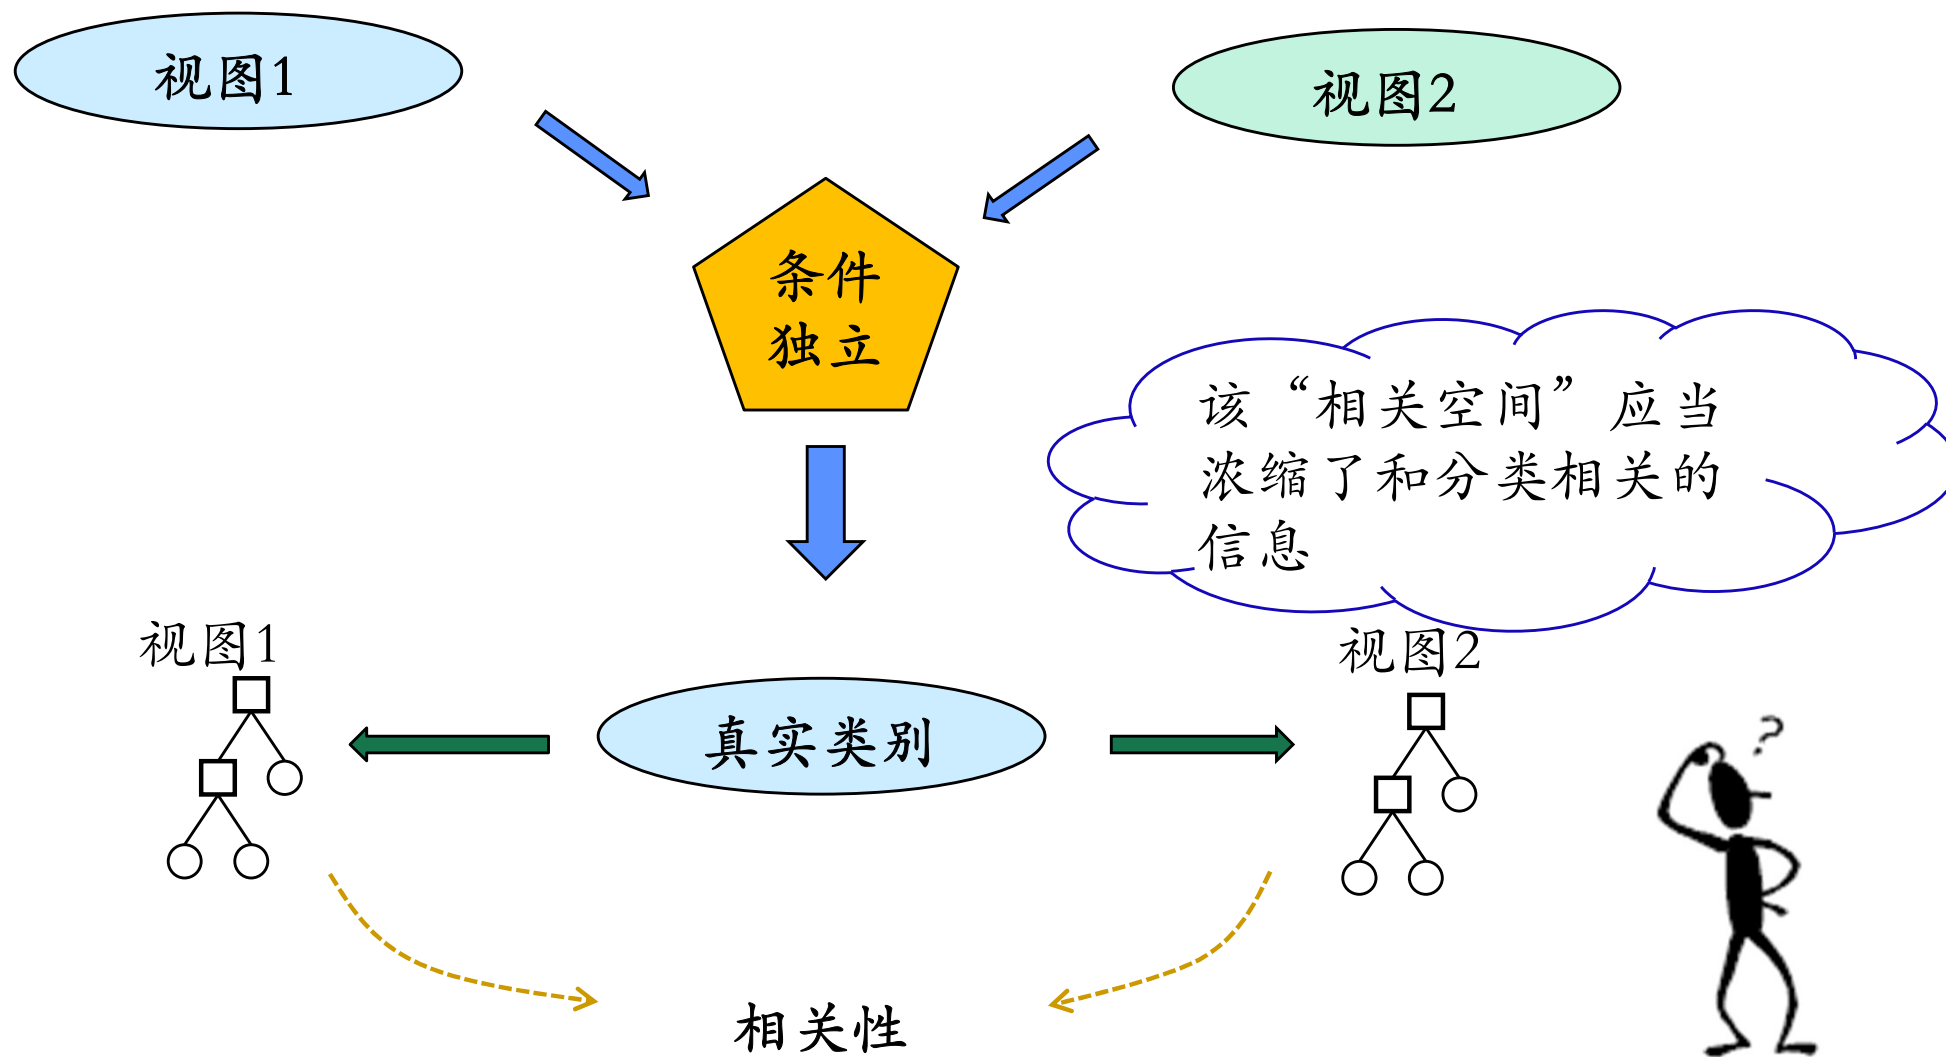 视图1
视图2
条件
独立
该“相关空间”应当
浓缩了和分类相关的
信息
视图1
视图2
真实类别
?
相关性